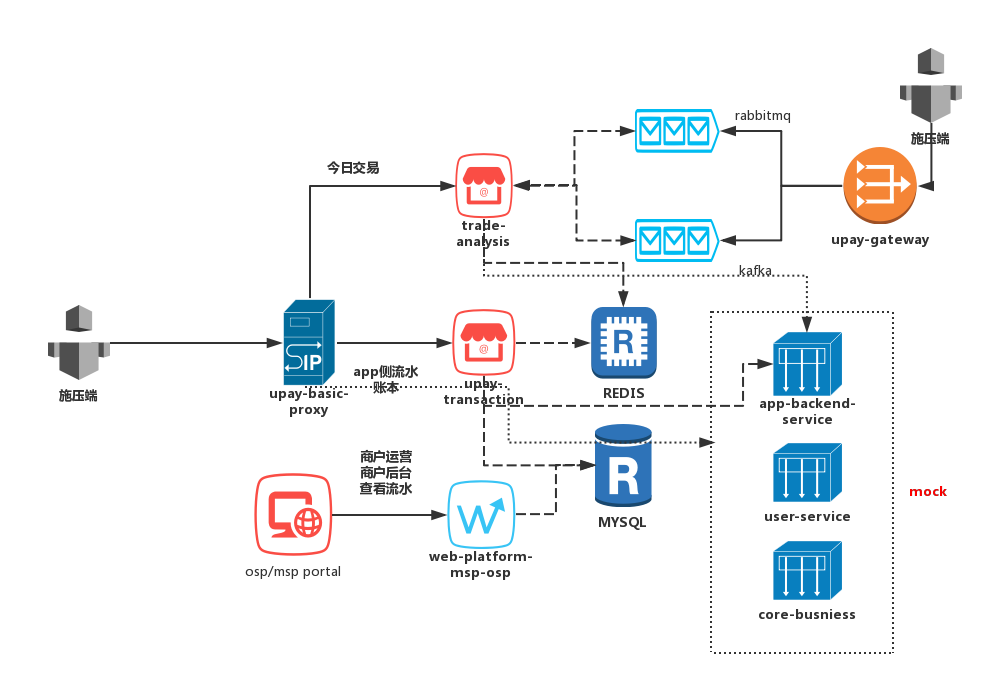 rabbitmq
施压端
今日交易
trade-
analysis
@
upay-gateway
kafka
SIP
@
R
施压端
upay-basic-
proxy
app侧流水
账本
upay-
transaction
REDIS
app-backend-
service
商户运营
商户后台
查看流水
R
MYSQL
user-service
mock
osp/msp portal
W
web-platform-
msp-osp
core-busniess